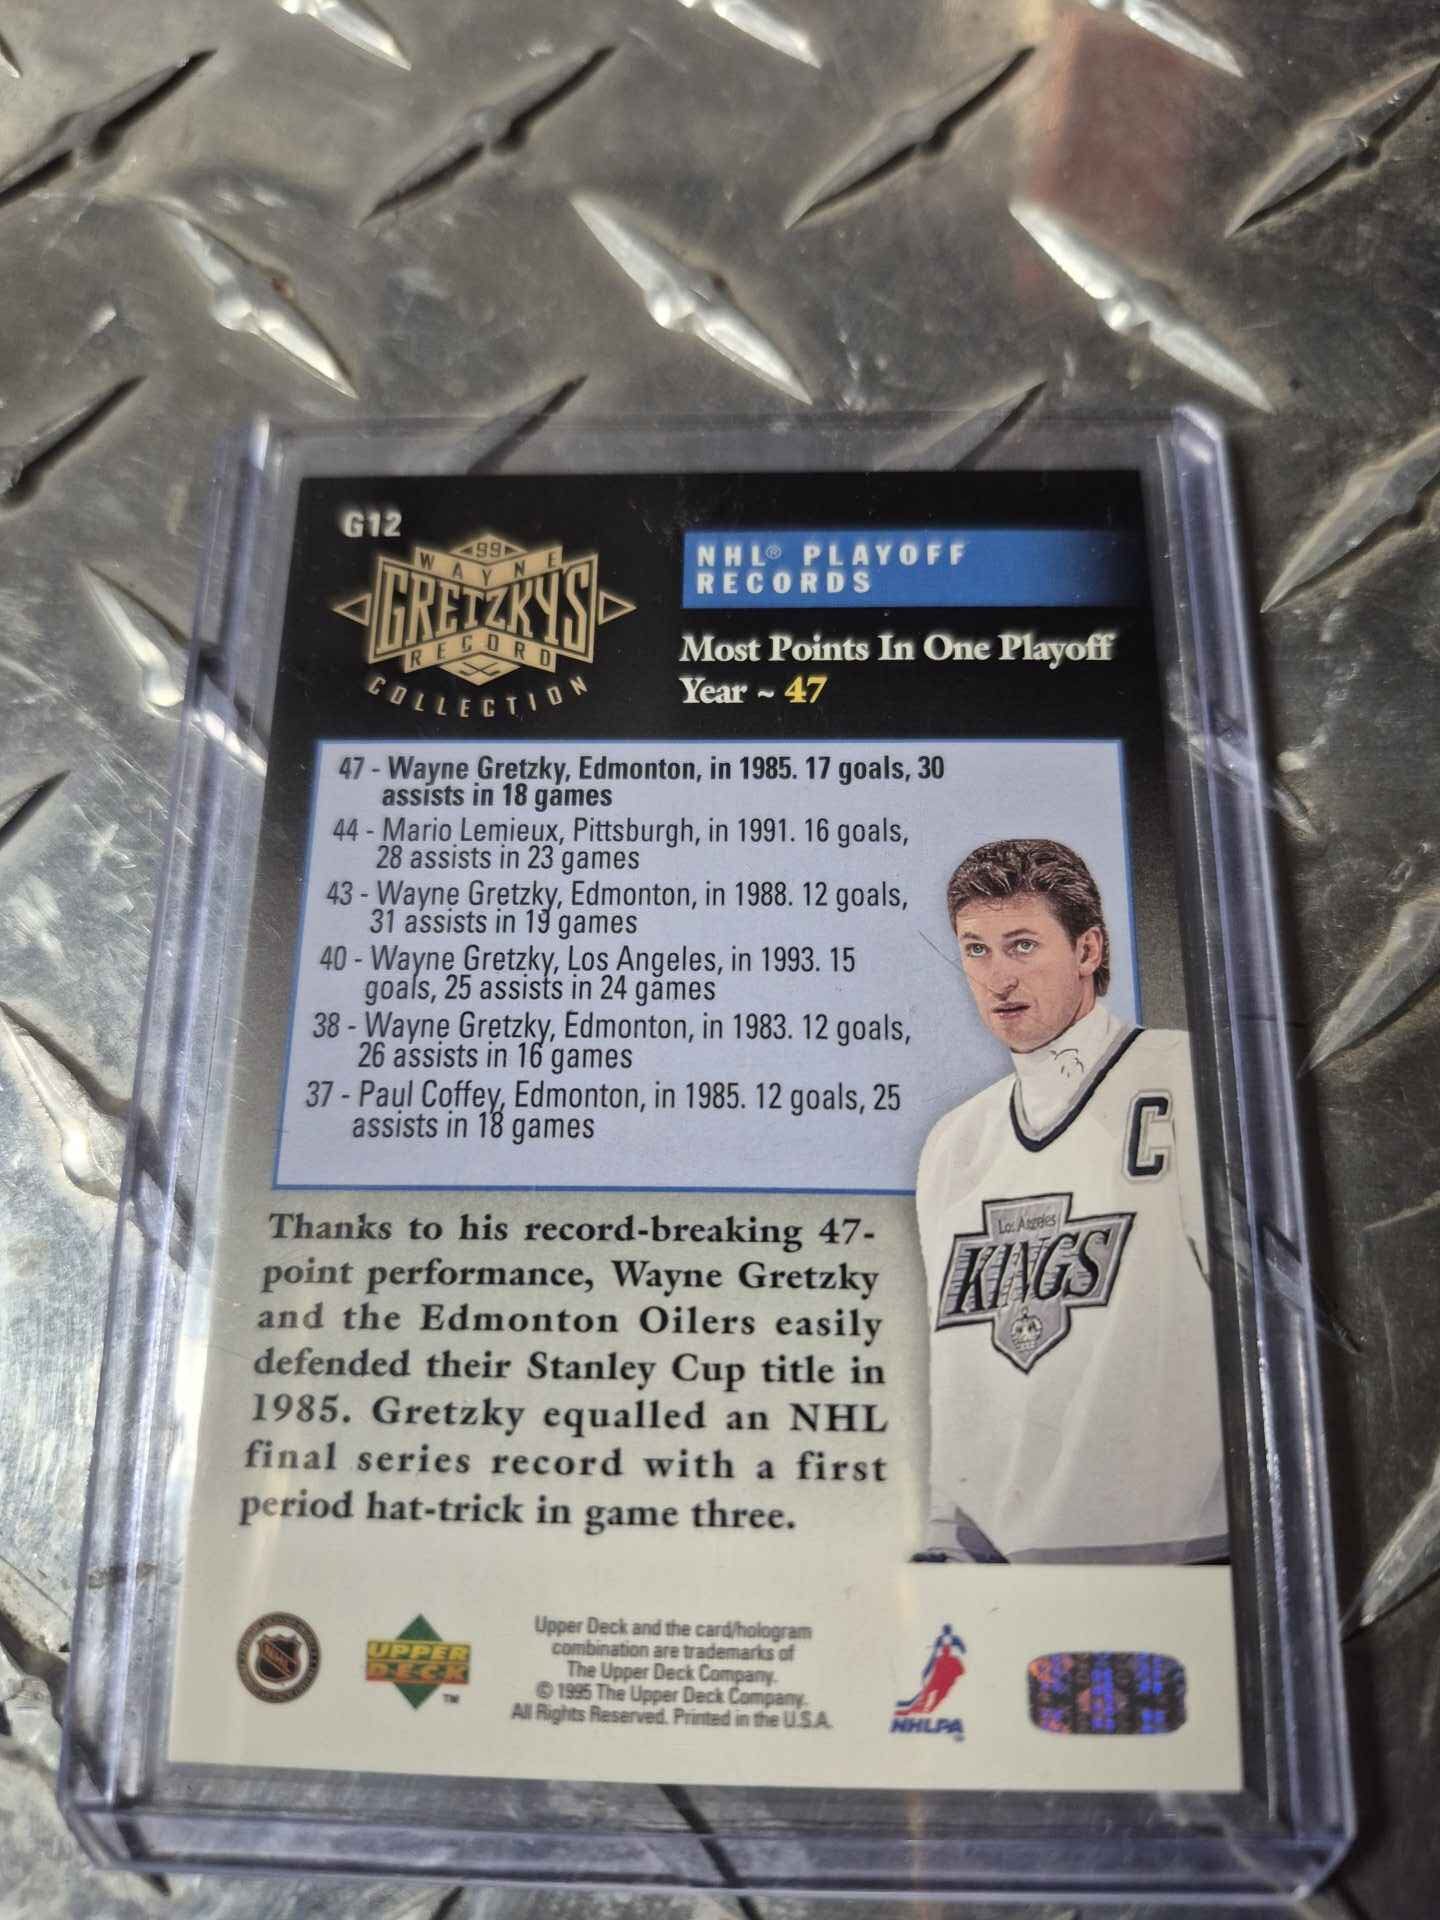 G12
99
WAYNE
GRETZKYS
RECORD
COLLECTION
NHL® PLAYOFF
RECORDS
Most Points In One Playoff
Year ~ 47
47 - Wayne Gretzky, Edmonton, in 1985. 17 goals, 30
assists in 18 games
44 - Mario Lemieux, Pittsburgh, in 1991. 16 goals,
28 assists in 23 games
43 - Wayne Gretzky, Edmonton, in 1988. 12 goals,
31 assists in 19 games
40 - Wayne Gretzky, Los Angeles, in 1993. 15
goals, 25 assists in 24 games
38 - Wayne Gretzky, Edmonton, in 1983. 12 goals,
26 assists in 16 games
37 - Paul Coffey, Edmonton, in 1985. 12 goals, 25
assists in 18 games
C
Los Angeles
KINGS
Thanks to his record-breaking 47-
point performance, Wayne Gretzky
and the Edmonton Oilers easily
defended their Stanley Cup title in
1985. Gretzky equalled an NHL
final series record with a first
period hat-trick in game three.
NHL
UPPER
DECK
TM
Upper Deck and the card/hologram
combination are trademarks of
The Upper Deck Company.
© 1995 The Upper Deck Company.
All Rights Reserved. Printed in the U.S.A.
NHLPA